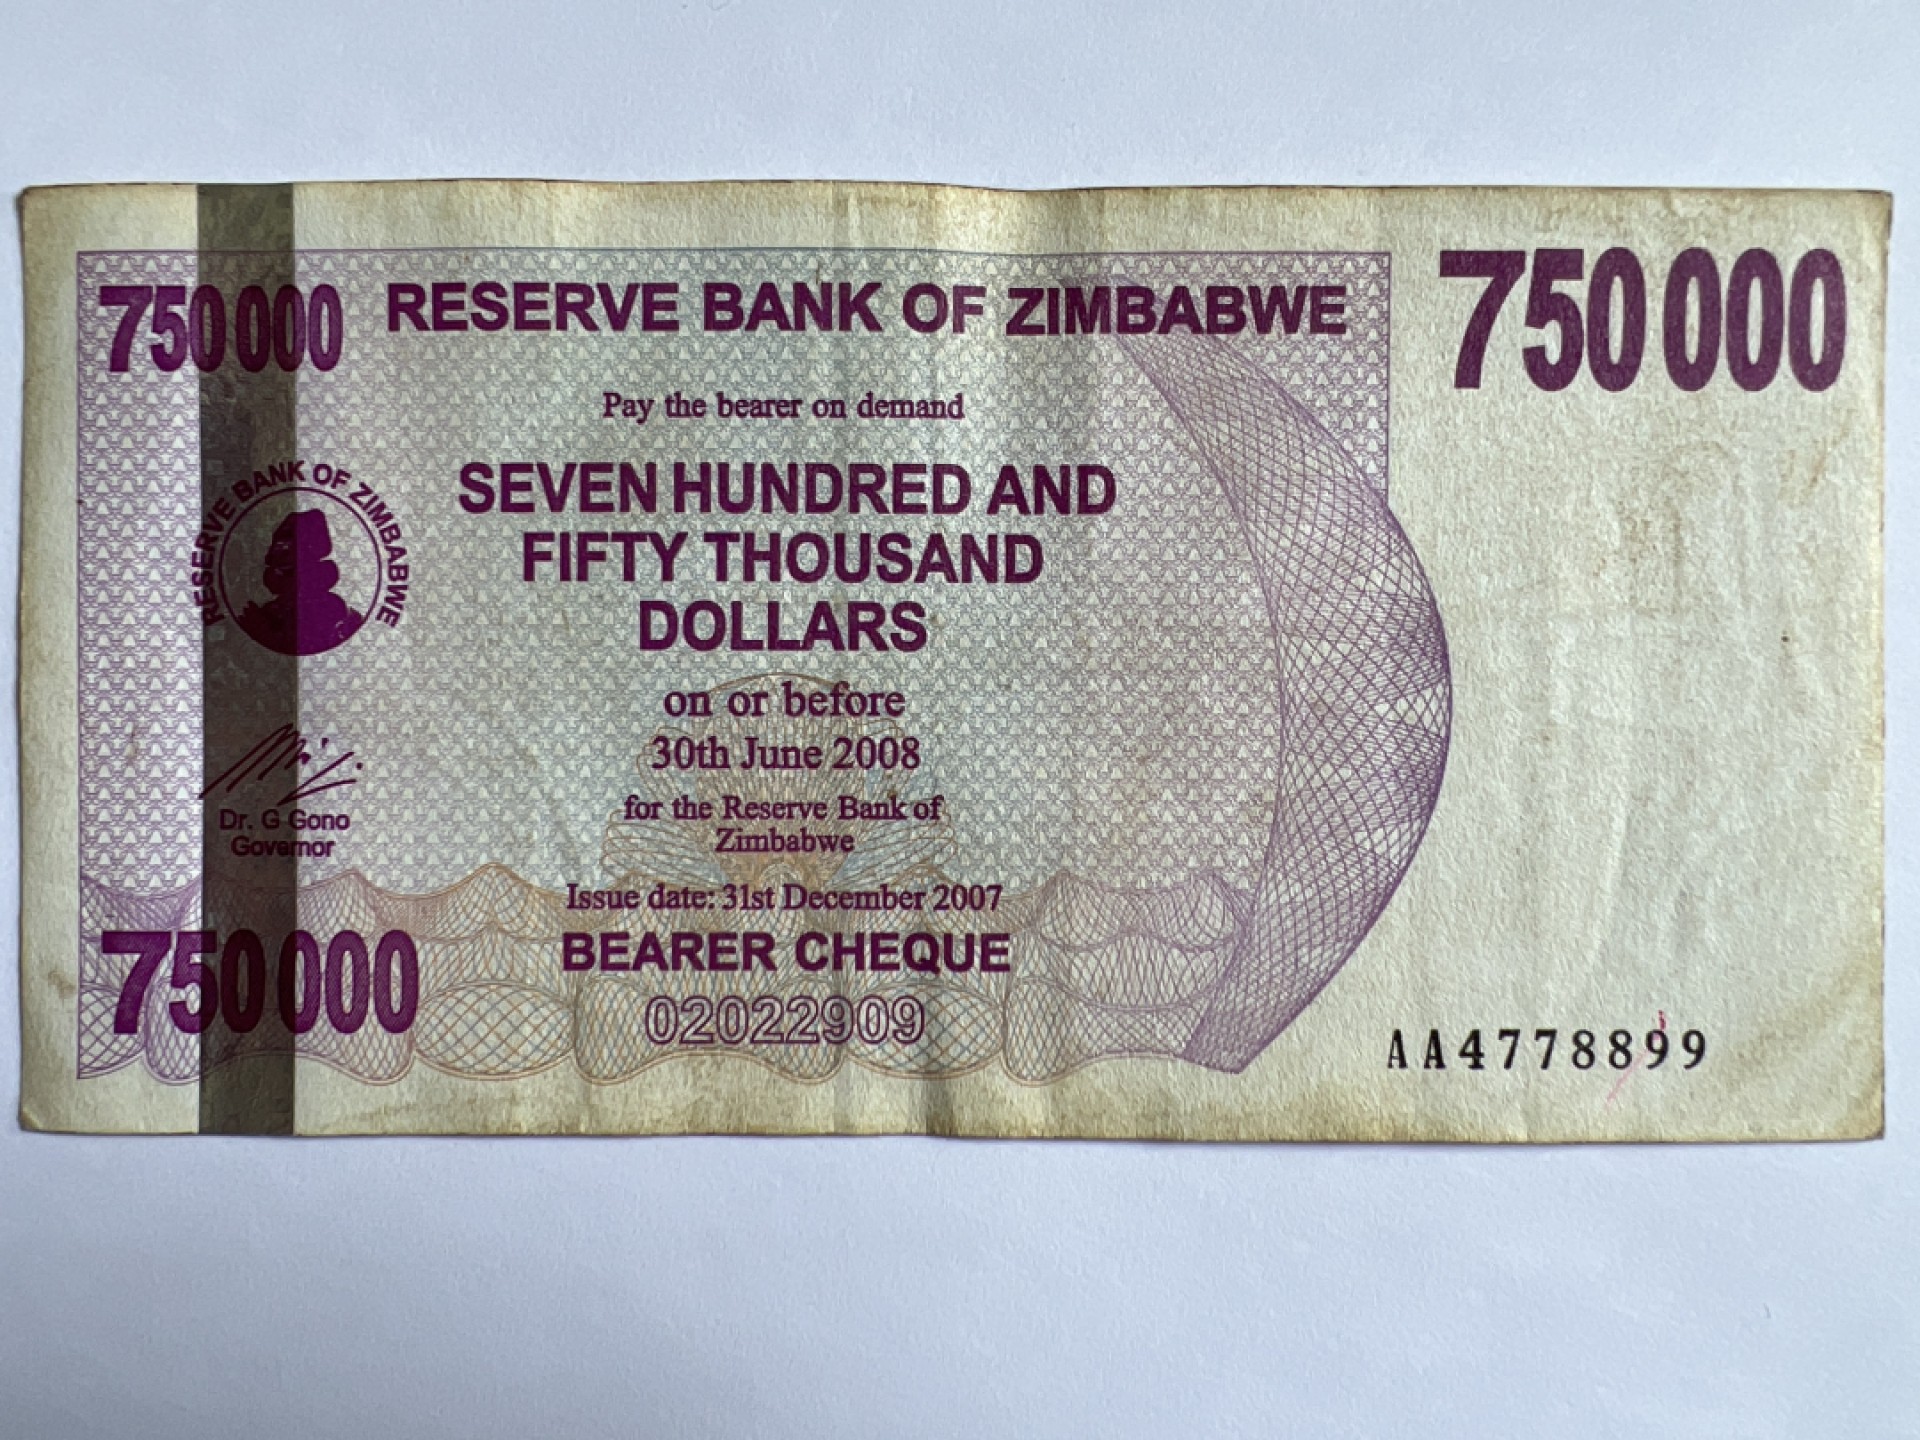 750 000
RESERVE BANK OF ZIMBABWE
750 000
Pay the bearer on demand
SEVEN HUNDRED AND
FIFTY THOUSAND
DOLLARS
RESERVE BANK OF ZIMBABWE
on or before
30th June 2008
for the Reserve Bank of
Zimbabwe
Dr. G Gono
Governor
Issue date: 31st December 2007
750 000
BEARER CHEQUE
02022909
AA4778899